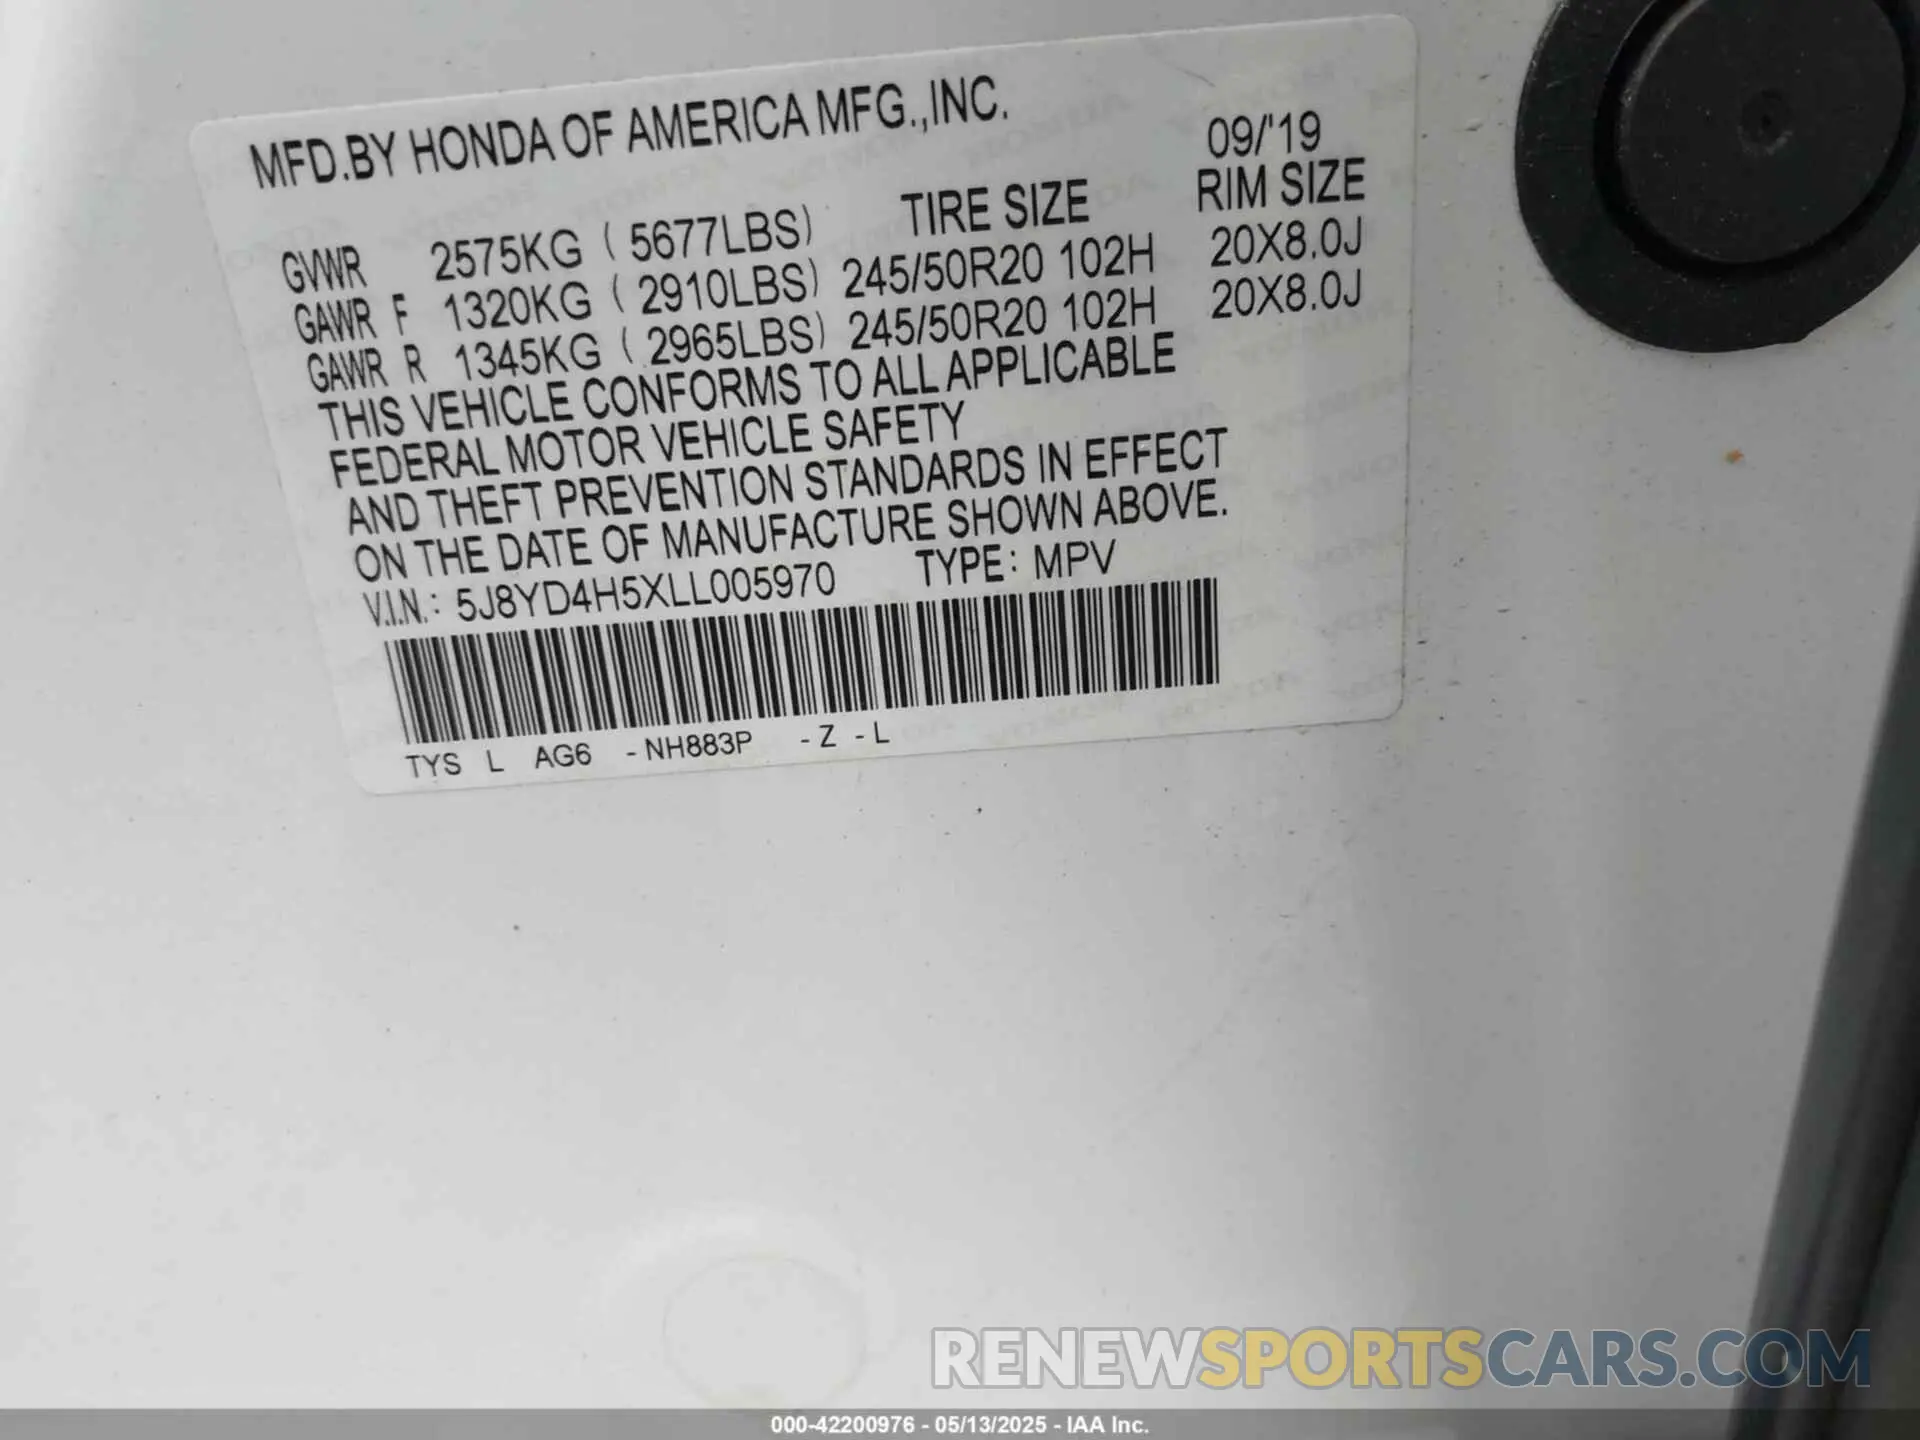 MFD.BY HONDA OF AMERICA MFG.,INC.
09/'19
TIRE SIZE RIM SIZE
GVWR 2575KG ( 5677LBS)
GAWR F 1320KG ( 2910LBS) 245/50R20 102H 20X8.0J
GAWR R 1345KG ( 2965LBS) 245/50R20 102H 20X8.0J
THIS VEHICLE CONFORMS TO ALL APPLICABLE
FEDERAL MOTOR VEHICLE SAFETY
AND THEFT PREVENTION STANDARDS IN EFFECT
ON THE DATE OF MANUFACTURE SHOWN ABOVE.
V.I.N.: 5J8YD4H5XLL005970 TYPE: MPV
TYS L AG6 -NH883P -Z -L
RENEWSPORTSCARS.COM
000-42200976 - 05/13/2025 - IAA Inc.